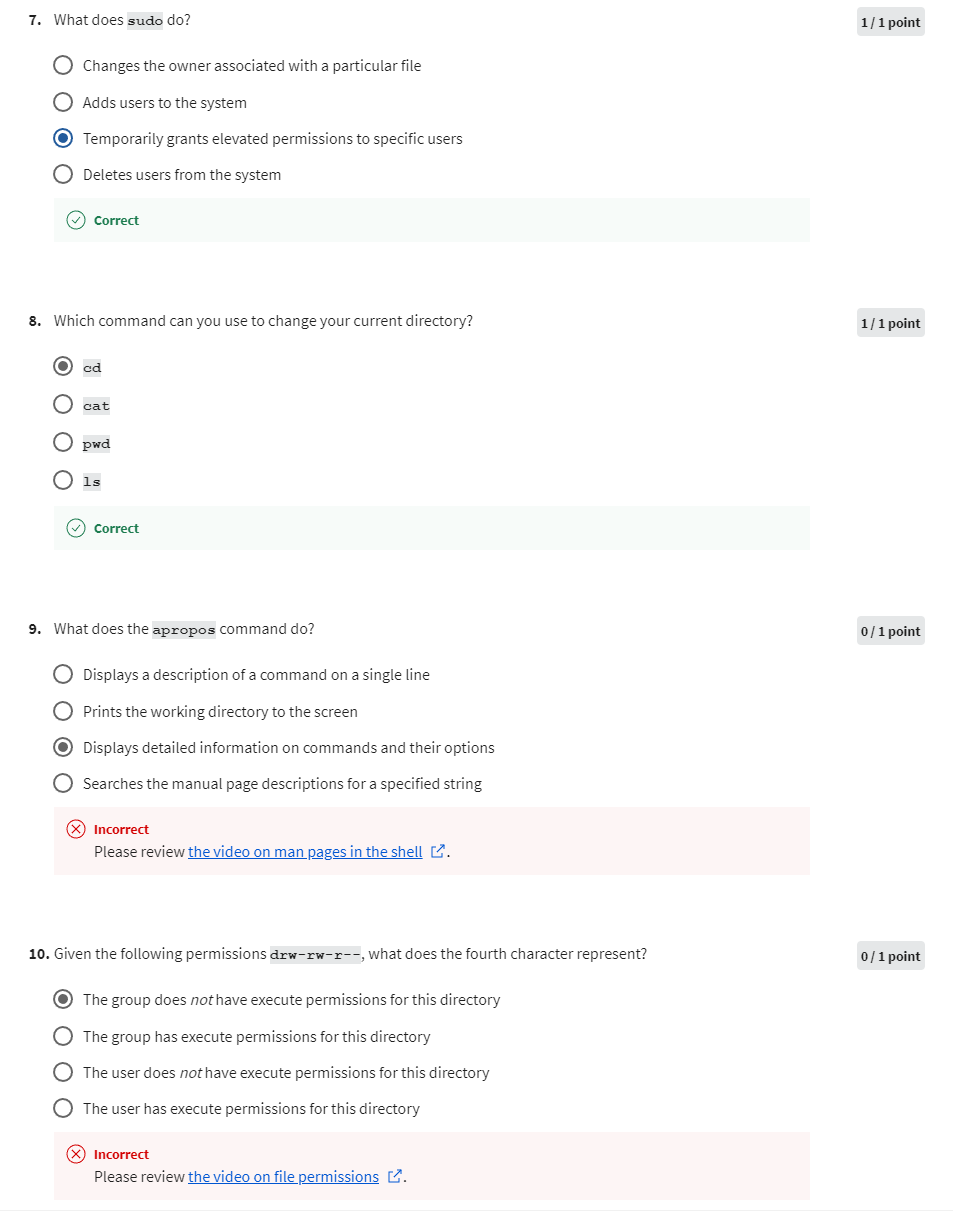 7. What does sudo do?
1 / 1 point
Changes the owner associated with a particular file
Adds users to the system
Temporarily grants elevated permissions to specific users
Deletes users from the system
Correct
8. Which command can you use to change your current directory?
1 / 1 point
cd
cat
pwd
ls
Correct
9. What does the apropos command do?
0 / 1 point
Displays a description of a command on a single line
Prints the working directory to the screen
Displays detailed information on commands and their options
Searches the manual page descriptions for a specified string
Incorrect
Please review the video on man pages in the shell.
10. Given the following permissions drw-rw-r--, what does the fourth character represent?
0 / 1 point
The group does not have execute permissions for this directory
The group has execute permissions for this directory
The user does not have execute permissions for this directory
The user has execute permissions for this directory
Incorrect
Please review the video on file permissions.